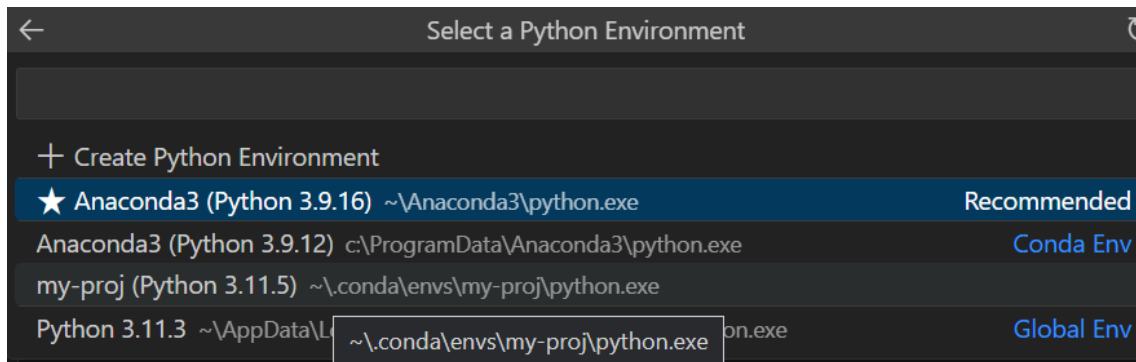 Select a Python Environment
Create Python Environment
Anaconda3 (Python 3.9.16) ~\Anaconda3\python.exe Recommended
Anaconda3 (Python 3.9.12) c:\ProgramData\Anaconda3\python.exe Conda Env
my-proj (Python 3.11.5) ~\.conda\envs\my-proj\python.exe
Python 3.11.3 ~\AppData\L on.exe Global Env
~\.conda\envs\my-proj\python.exe